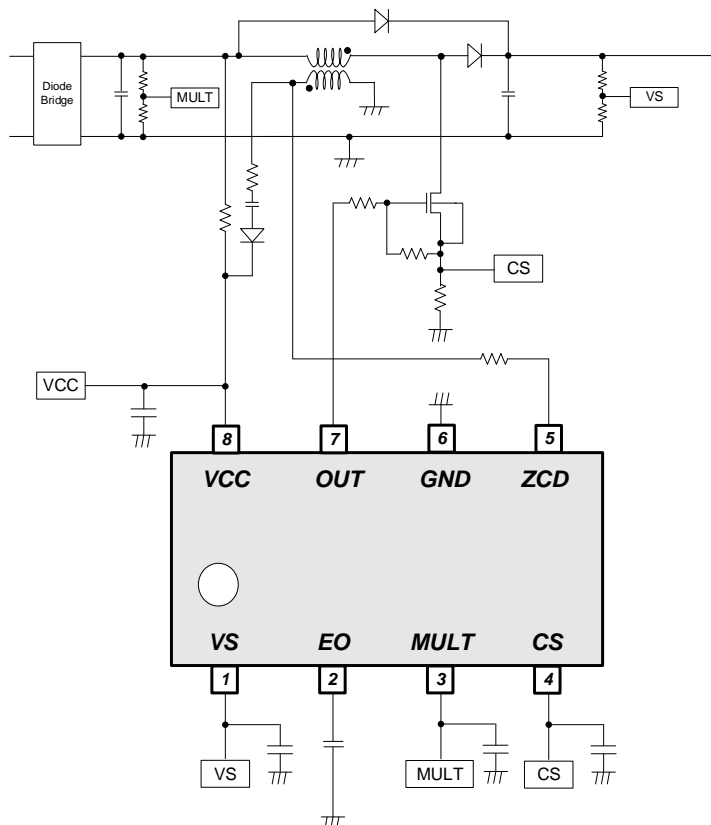 Diode
Bridge
MULT
VS
CS
VCC
8 7 6 5
VCC OUT GND ZCD
VS EO MULT CS
1 2 3 4
VS MULT CS